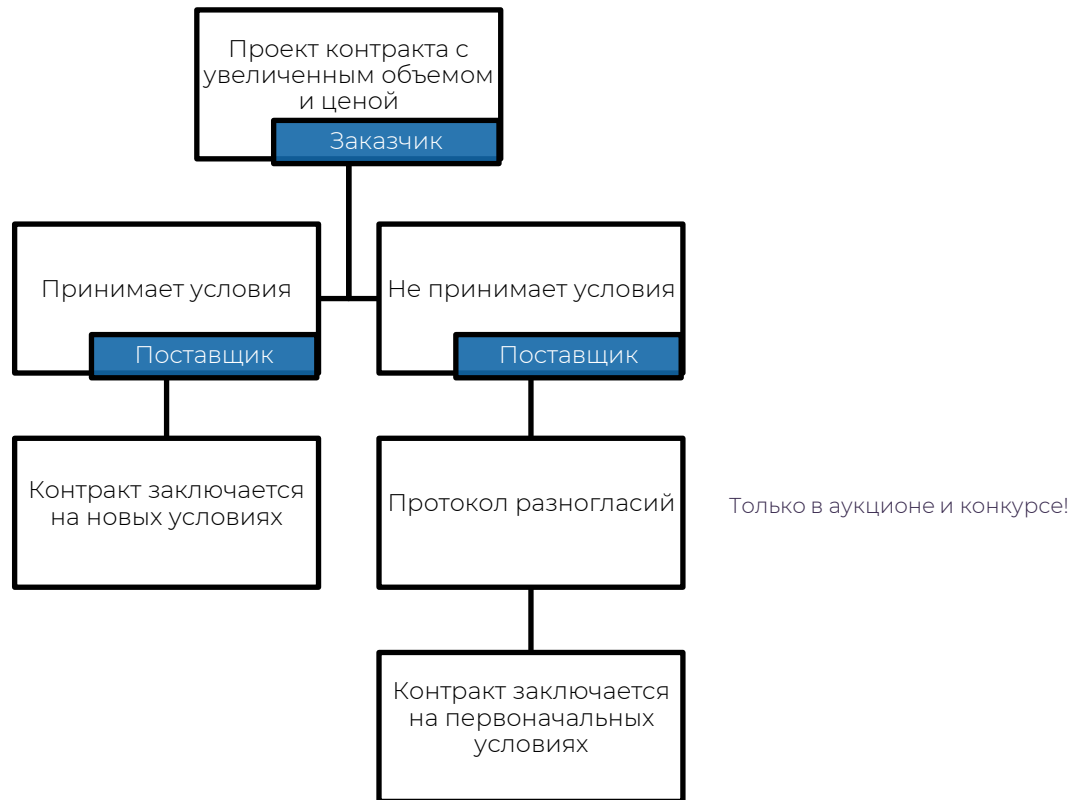 Проект контракта с
увеличенным объемом
и ценой
Заказчик
Принимает условия
Поставщик
Не принимает условия
Поставщик
Контракт заключается
на новых условиях
Протокол разногласий
Только в аукционе и конкурсе!
Контракт заключается
на первоначальных
условиях